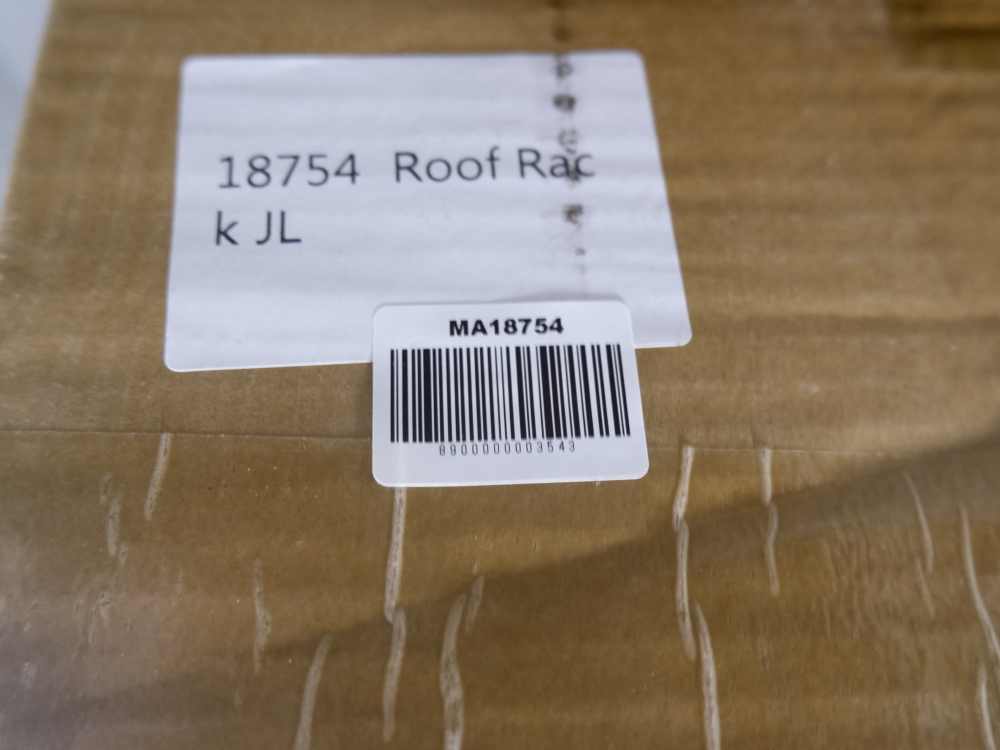 18754 Roof Rac
k JL
MA18754
8900000003543